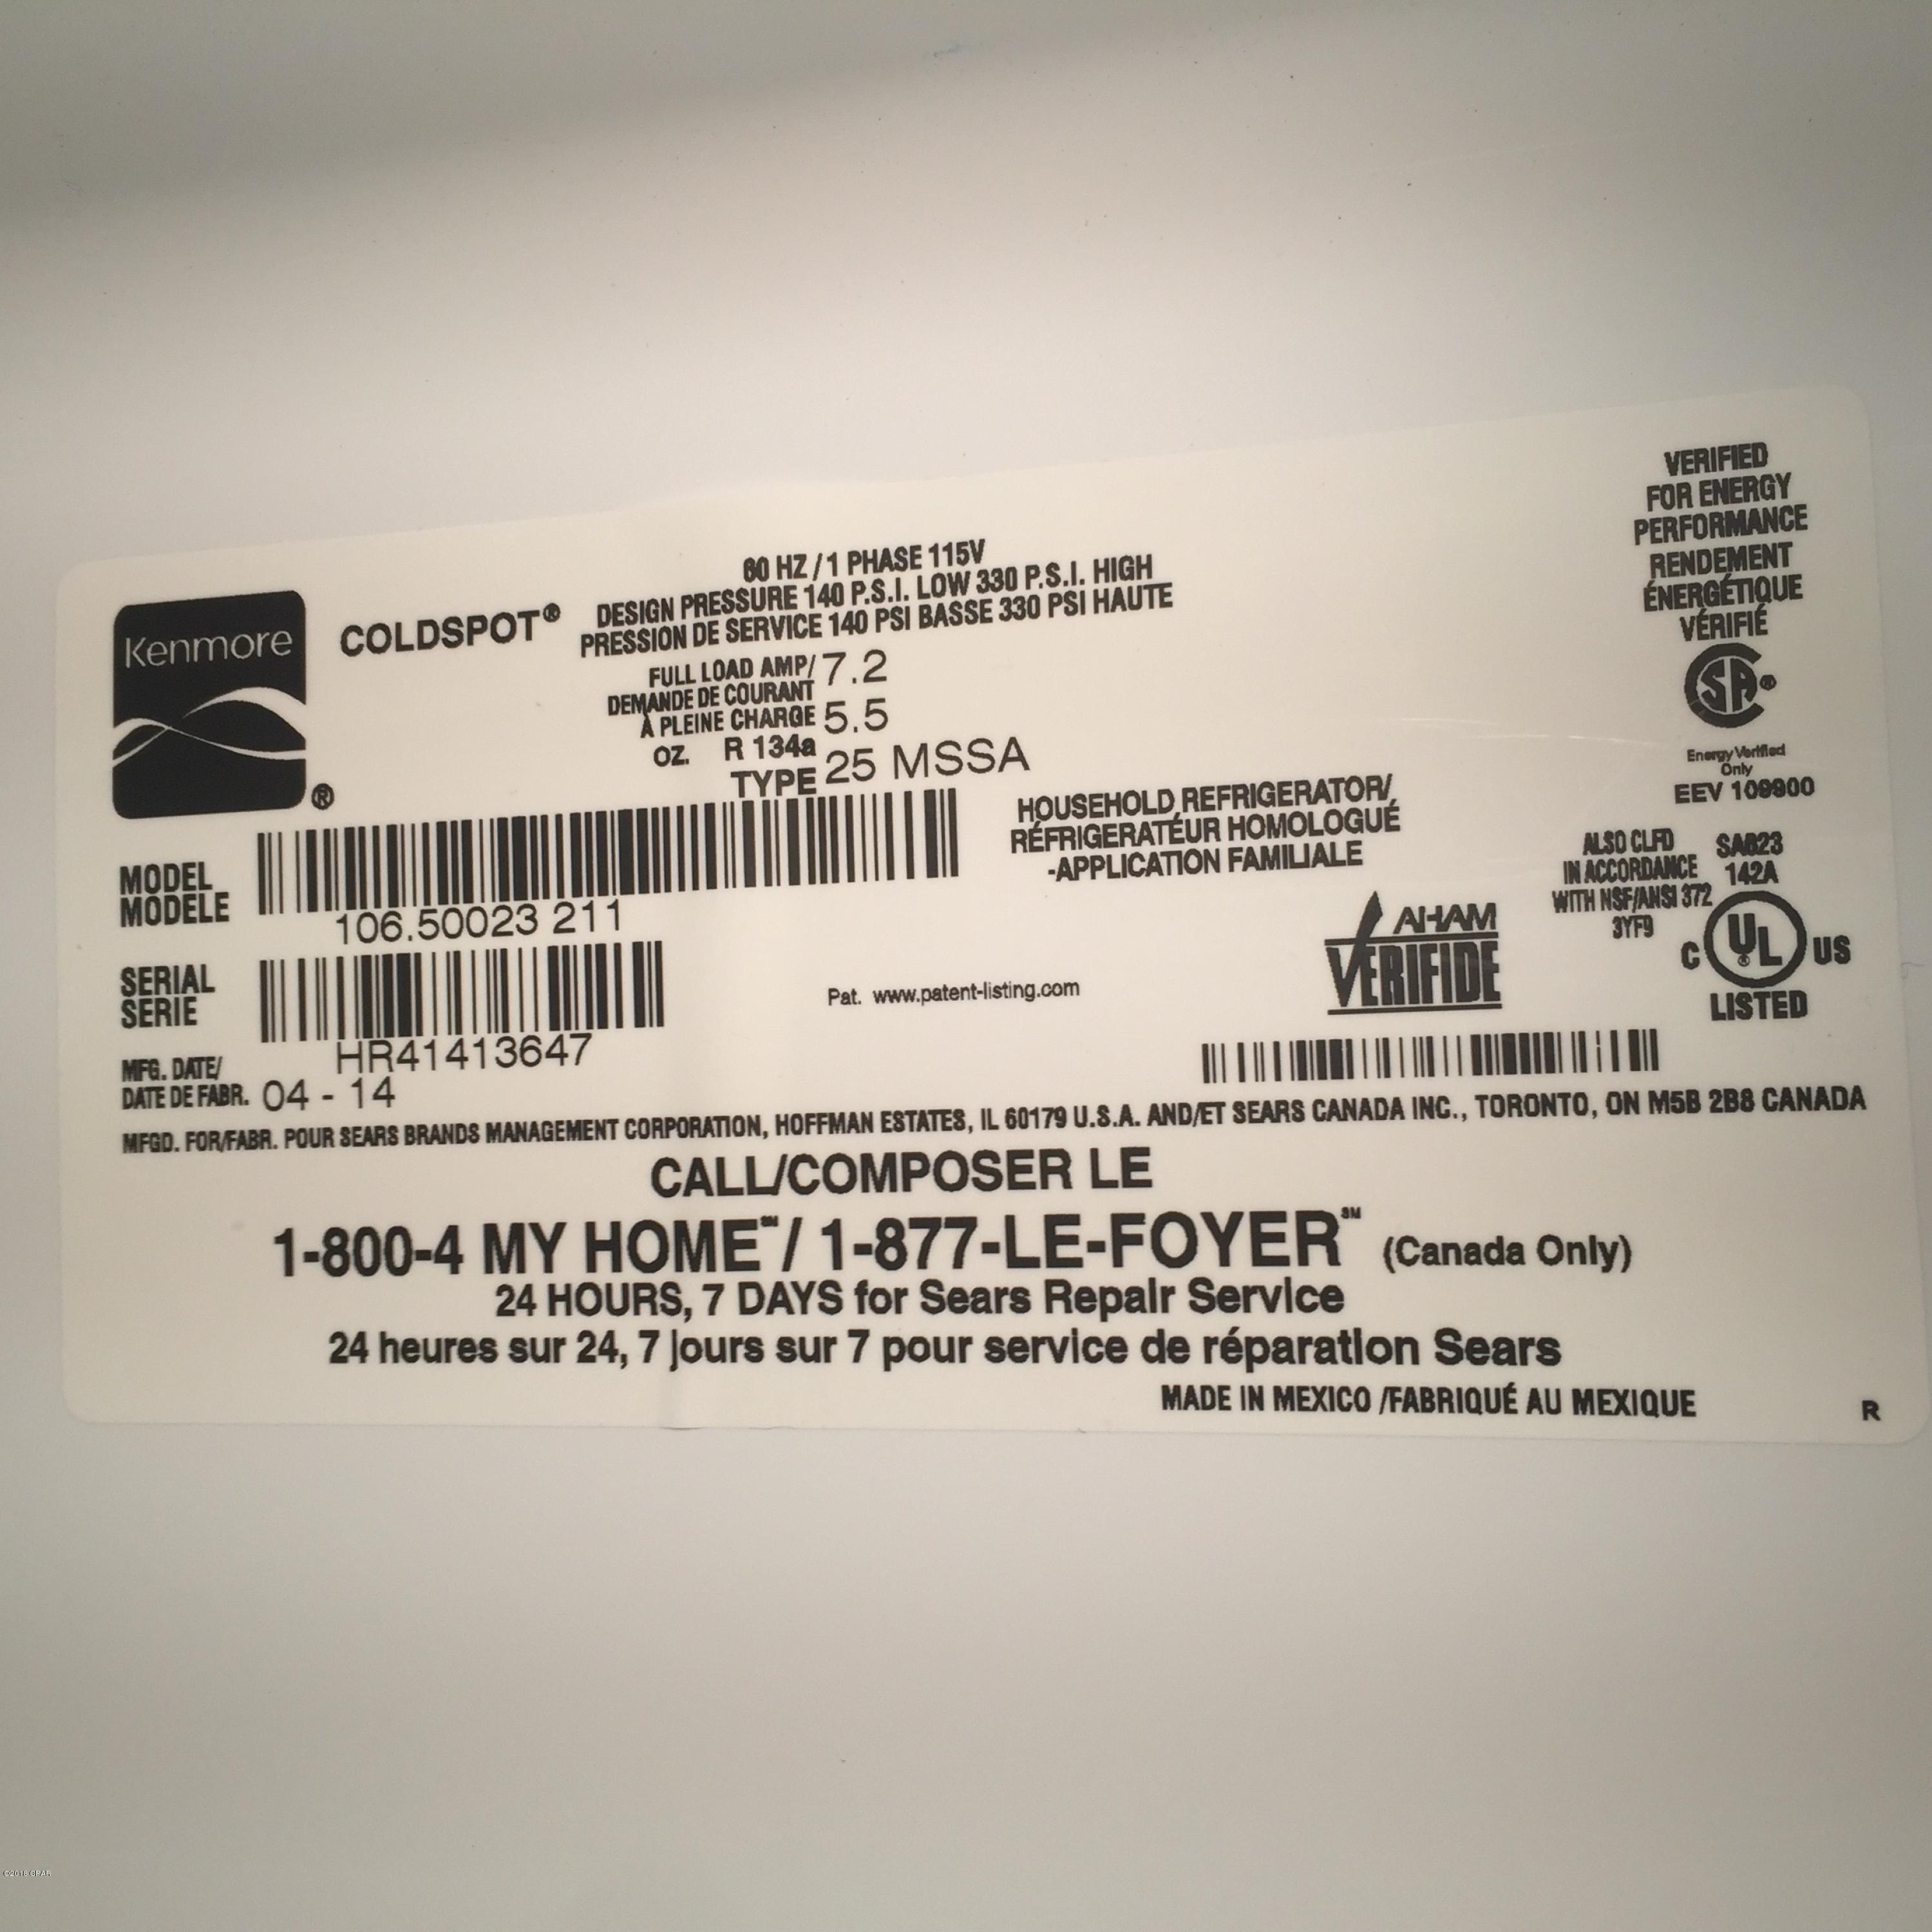 VERIFIED
FOR ENERGY
PERFORMANCE
RENDEMENT
ÉNERGÉTIQUE
VÉRIFIÉ
SA®
Energy Verified
Only
EEV 109900
Kenmore
®
COLDSPOT®
60 HZ / 1 PHASE 115V
DESIGN PRESSURE 140 P.S.I. LOW 330 P.S.I. HIGH
PRESSION DE SERVICE 140 PSI BASSE 330 PSI HAUTE
FULL LOAD AMP/ 7.2
DEMANDE DE COURANT
À PLEINE CHARGE 5.5
OZ. R 134a
TYPE 25 MSSA
HOUSEHOLD REFRIGERATOR/
RÉFRIGERATÉUR HOMOLOGUÉ
-APPLICATION FAMILIALE
MODEL
MODELE
106.50023 211
ALSO CLFD
IN ACCORDANCE
WITH NSF/ANSI 372
3YF9
SA623
142A
C UL® US
LISTED
AHAM
VERIFIDE
SERIAL
SERIE
HR41413647
Pat. www.patent-listing.com
MFG. DATE/
DATE DE FABR. 04 - 14
MFGD. FOR/FABR. POUR SEARS BRANDS MANAGEMENT CORPORATION, HOFFMAN ESTATES, IL 60179 U.S.A. AND/ET SEARS CANADA INC., TORONTO, ON M5B 2B8 CANADA
CALL/COMPOSER LE
1-800-4 MY HOME℠/ 1-877-LE-FOYER℠ (Canada Only)
24 HOURS, 7 DAYS for Sears Repair Service
24 heures sur 24, 7 jours sur 7 pour service de réparation Sears
MADE IN MEXICO /FABRIQUÉ AU MEXIQUE
R